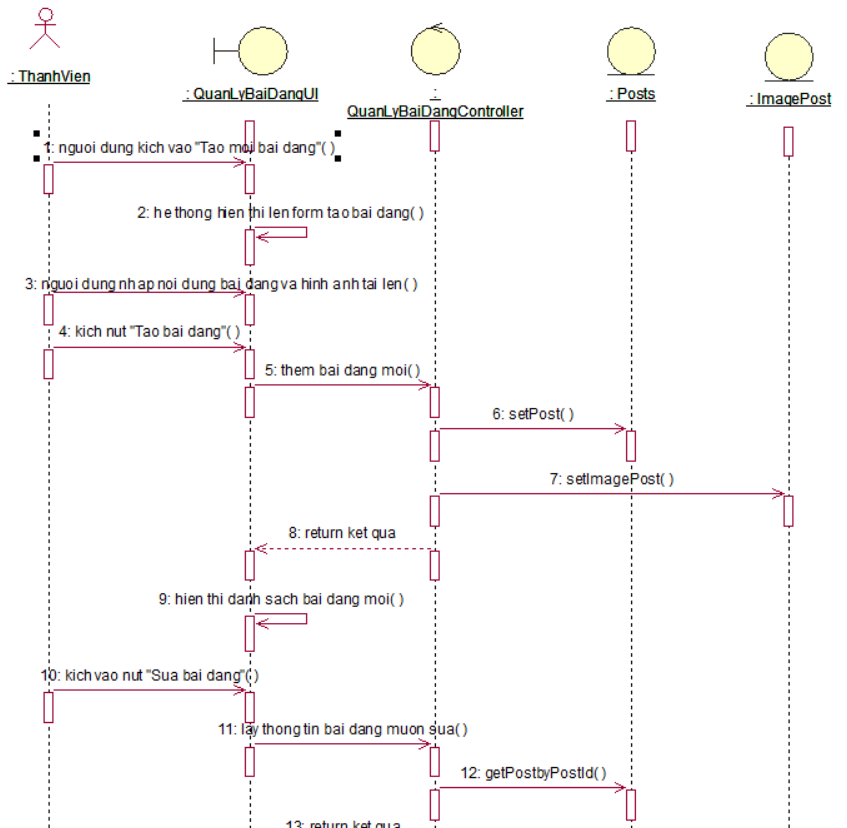 : ThanhVien
: QuanLyBaiDangUI
:
QuanLyBaiDangController
: Posts
: ImagePost
1: nguoi dung kich vao "Tao moi bai dang"( )
2: he thong hien thi len form tao bai dang( )
3: nguoi dung nhap noi dung bai dang va hinh anh tai len( )
4: kich nut "Tao bai dang"( )
5: them bai dang moi( )
6: setPost( )
7: setImagePost( )
8: return ket qua
9: hien thi danh sach bai dang moi( )
10: kich vao nut "Sua bai dang"( )
11: lay thong tin bai dang muon sua( )
12: getPostbyPostId( )
13: return ket qua